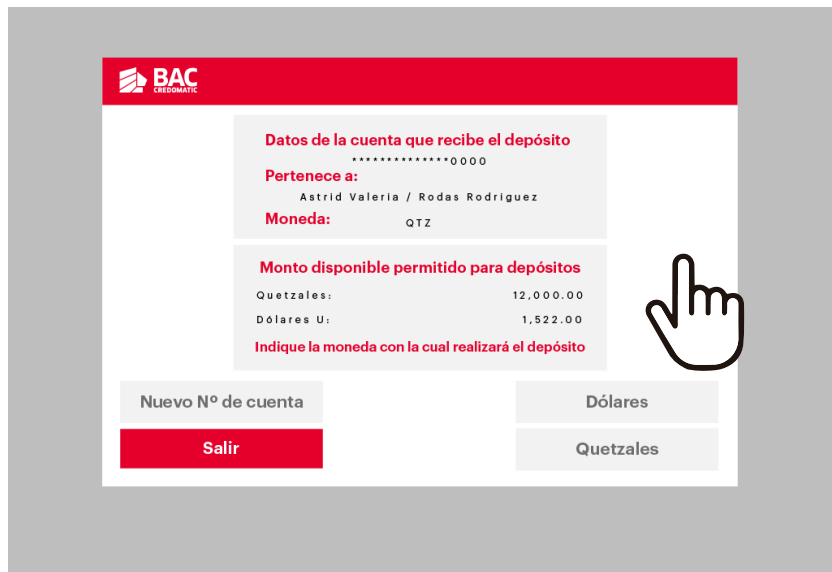 BAC
CREDOMATIC
Datos de la cuenta que recibe el depósito
**************0000
Pertenece a:
Astrid Valeria / Rodas Rodriguez
Moneda:
QTZ
Monto disponible permitido para depósitos
Quetzales: 12,000.00
Dólares U: 1,522.00
Indique la moneda con la cual realizará el depósito
Nuevo Nº de cuenta
Dólares
Salir
Quetzales